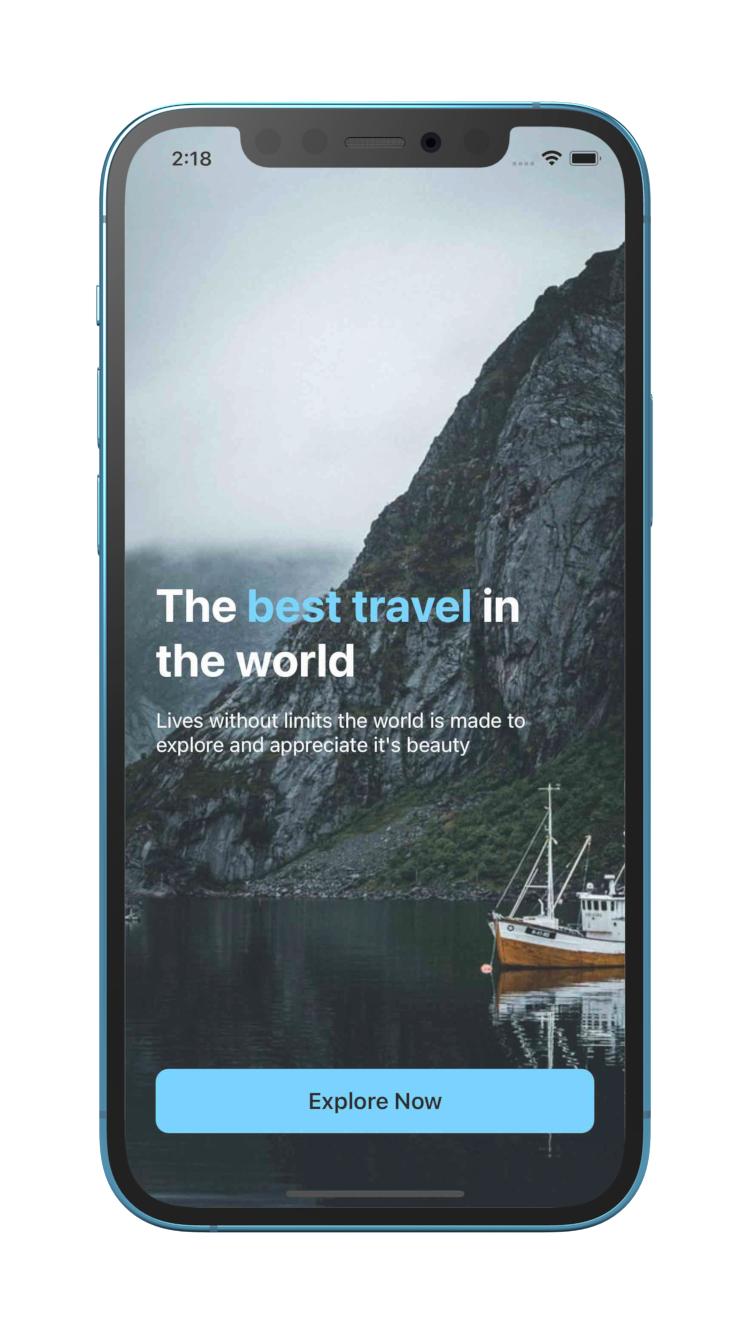 2:18
The best travel in
the world
Lives without limits the world is made to
explore and appreciate it's beauty
Explore Now